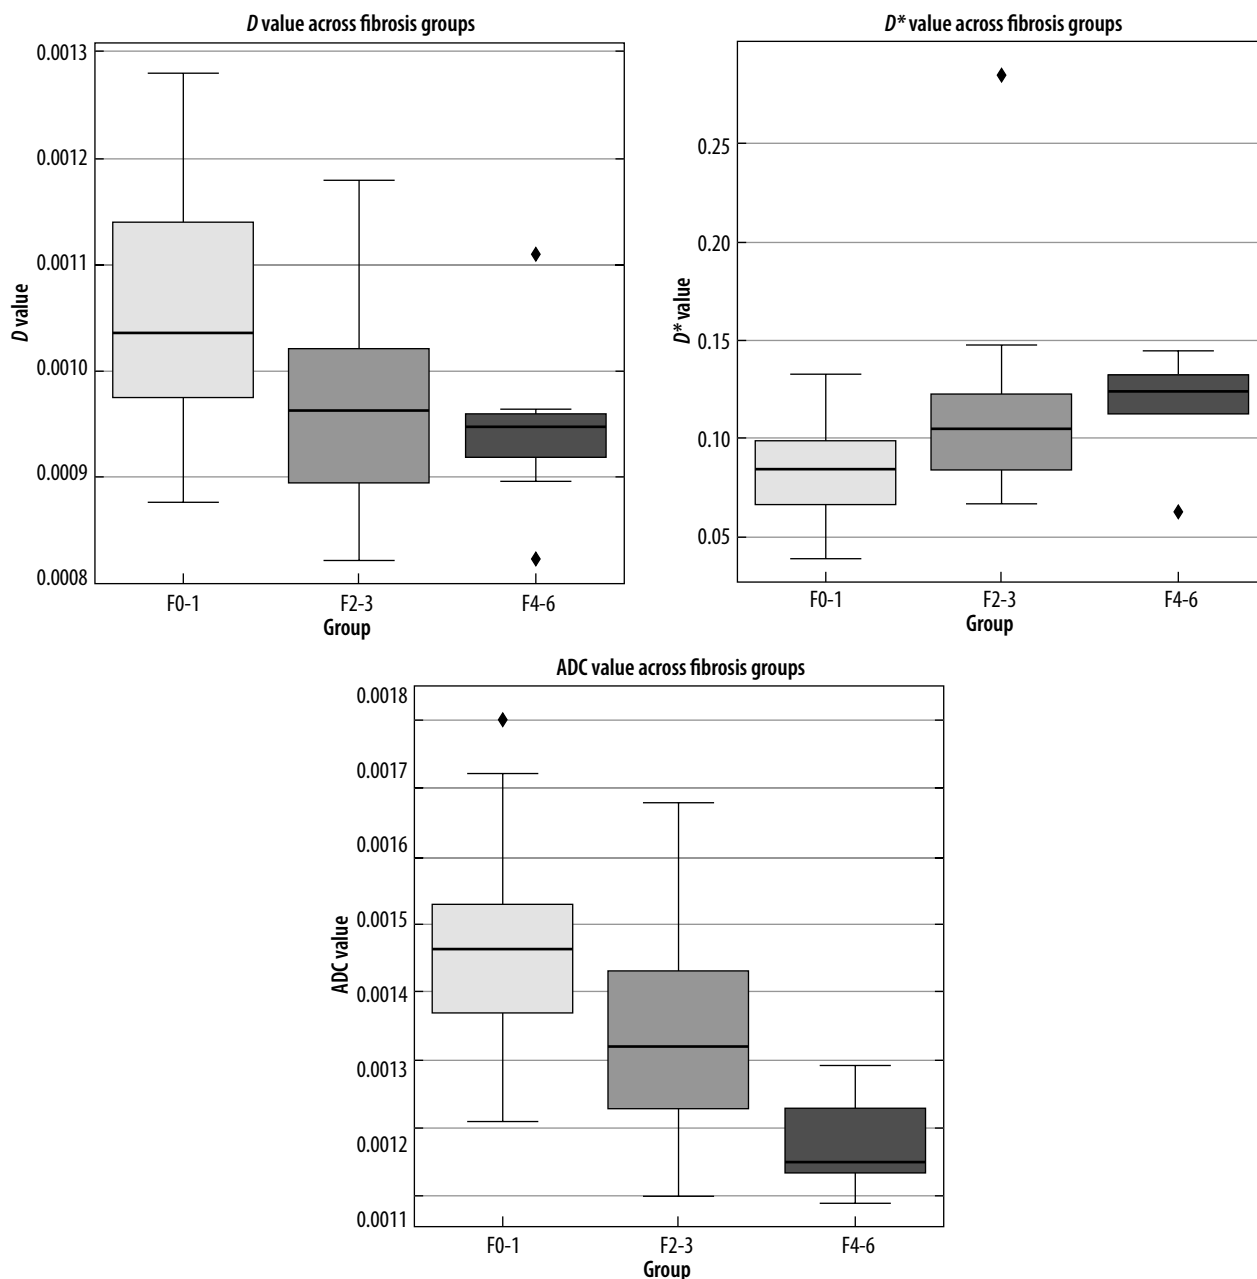 D value across fibrosis groups
D value
0.0013
0.0012
0.0011
0.0010
0.0009
0.0008
F0-1 F2-3 F4-6
Group
D* value across fibrosis groups
D* value
0.25
0.20
0.15
0.10
0.05
F0-1 F2-3 F4-6
Group
ADC value across fibrosis groups
ADC value
0.0018
0.0017
0.0016
0.0015
0.0014
0.0013
0.0012
0.0011
F0-1 F2-3 F4-6
Group